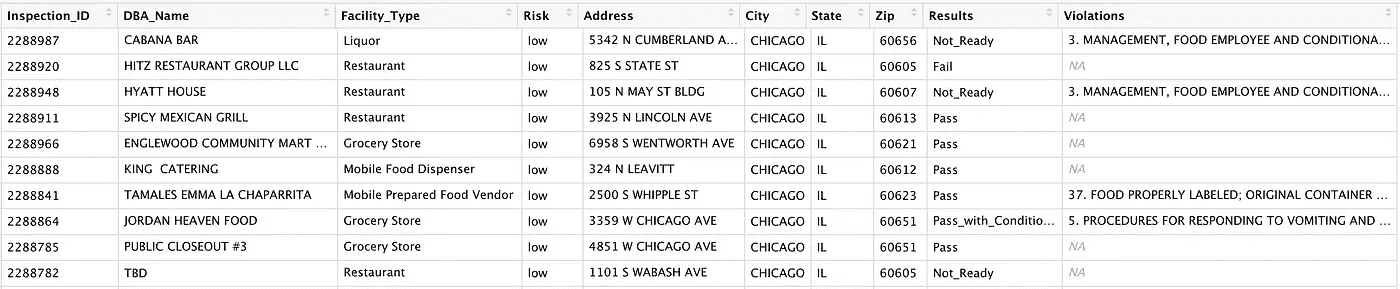 Inspection_ID DBA_Name Facility_Type Risk Address City State Zip Results Violations
2288987 CABANA BAR Liquor low 5342 N CUMBERLAND A... CHICAGO IL 60656 Not_Ready 3. MANAGEMENT, FOOD EMPLOYEE AND CONDITIONA...
2288920 HITZ RESTAURANT GROUP LLC Restaurant low 825 S STATE ST CHICAGO IL 60605 Fail NA
2288948 HYATT HOUSE Restaurant low 105 N MAY ST BLDG CHICAGO IL 60607 Not_Ready 3. MANAGEMENT, FOOD EMPLOYEE AND CONDITIONA...
2288911 SPICY MEXICAN GRILL Restaurant low 3925 N LINCOLN AVE CHICAGO IL 60613 Pass NA
2288966 ENGLEWOOD COMMUNITY MART ... Grocery Store low 6958 S WENTWORTH AVE CHICAGO IL 60621 Pass NA
2288888 KING  CATERING Mobile Food Dispenser low 324 N LEAVITT CHICAGO IL 60612 Pass NA
2288841 TAMALES EMMA LA CHAPARRITA Mobile Prepared Food Vendor low 2500 S WHIPPLE ST CHICAGO IL 60623 Pass 37. FOOD PROPERLY LABELED; ORIGINAL CONTAINER ...
2288864 JORDAN HEAVEN FOOD Grocery Store low 3359 W CHICAGO AVE CHICAGO IL 60651 Pass_with_Conditio... 5. PROCEDURES FOR RESPONDING TO VOMITING AND ...
2288785 PUBLIC CLOSEOUT #3 Grocery Store low 4851 W CHICAGO AVE CHICAGO IL 60651 Pass NA
2288782 TBD Restaurant low 1101 S WABASH AVE CHICAGO IL 60605 Not_Ready NA